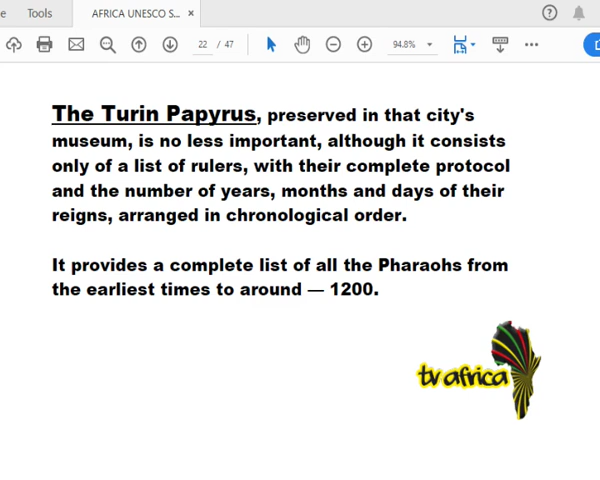 e Tools AFRICA UNESCO S... ×
22 / 47 94.8%
The Turin Papyrus, preserved in that city's
museum, is no less important, although it consists
only of a list of rulers, with their complete protocol
and the number of years, months and days of their
reigns, arranged in chronological order.
It provides a complete list of all the Pharaohs from
the earliest times to around — 1200.
tv africa